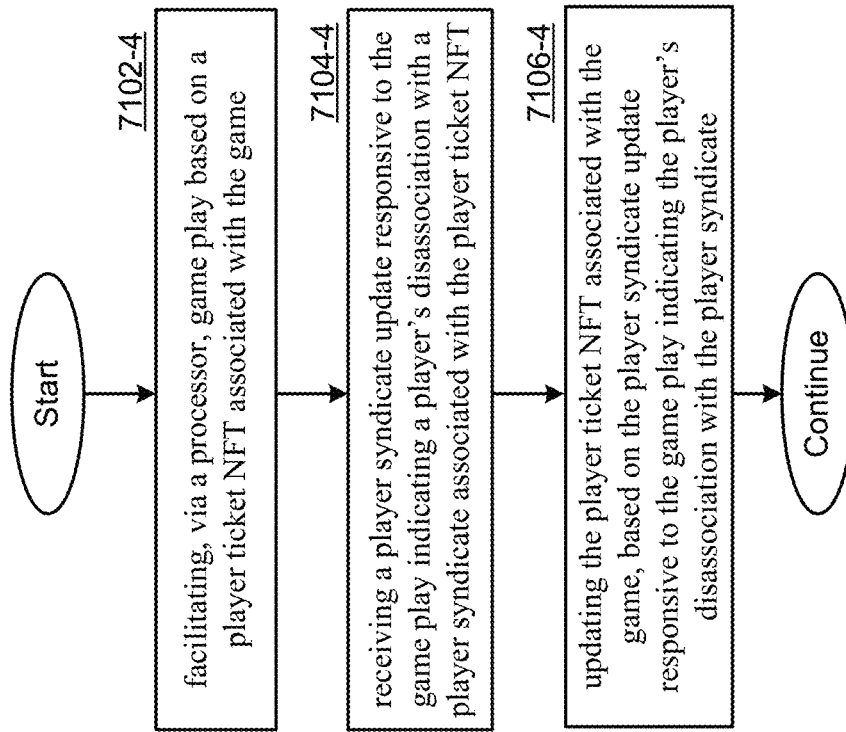 Start
7102-4
facilitating, via a processor, game play based on a
player ticket NFT associated with the game
7104-4
receiving a player syndicate update responsive to the
game play indicating a player's disassociation with a
player syndicate associated with the player ticket NFT
7106-4
updating the player ticket NFT associated with the
game, based on the player syndicate update
responsive to the game play indicating the player's
disassociation with the player syndicate
Continue